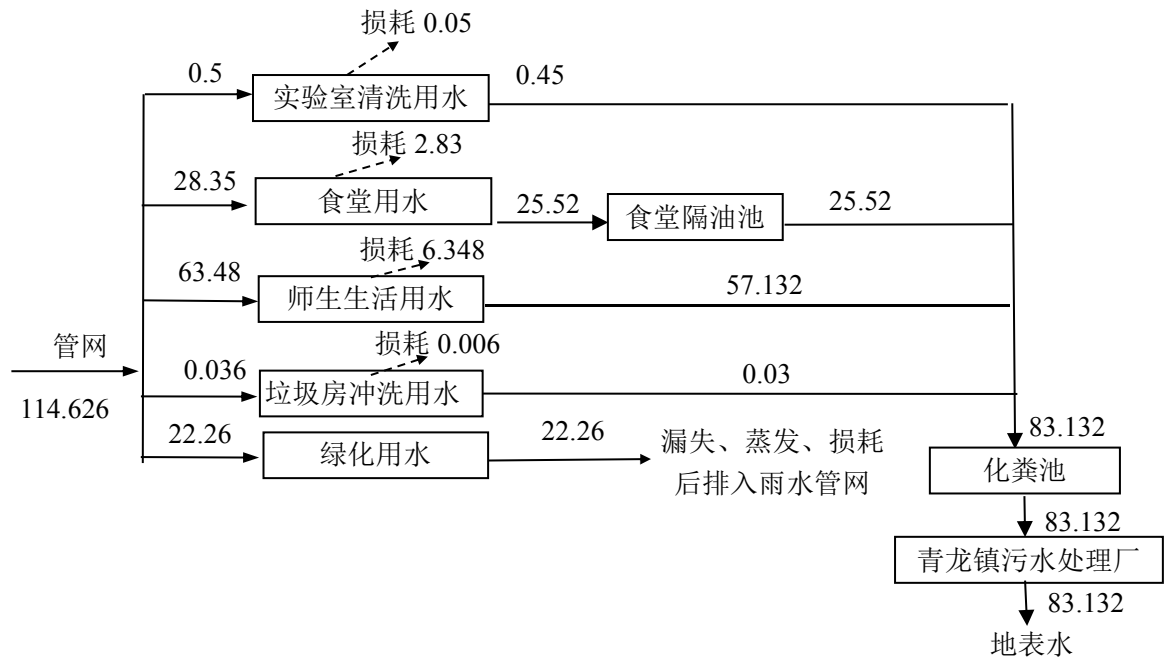 损耗 0.05
0.5
实验室清洗用水
0.45
损耗 2.83
28.35
食堂用水
25.52
食堂隔油池
25.52
损耗 6.348
63.48
师生生活用水
57.132
管网
114.626
损耗 0.006
0.036
垃圾房冲洗用水
0.03
22.26
绿化用水
22.26
漏失、蒸发、损耗
后排入雨水管网
83.132
化粪池
83.132
青龙镇污水处理厂
83.132
地表水